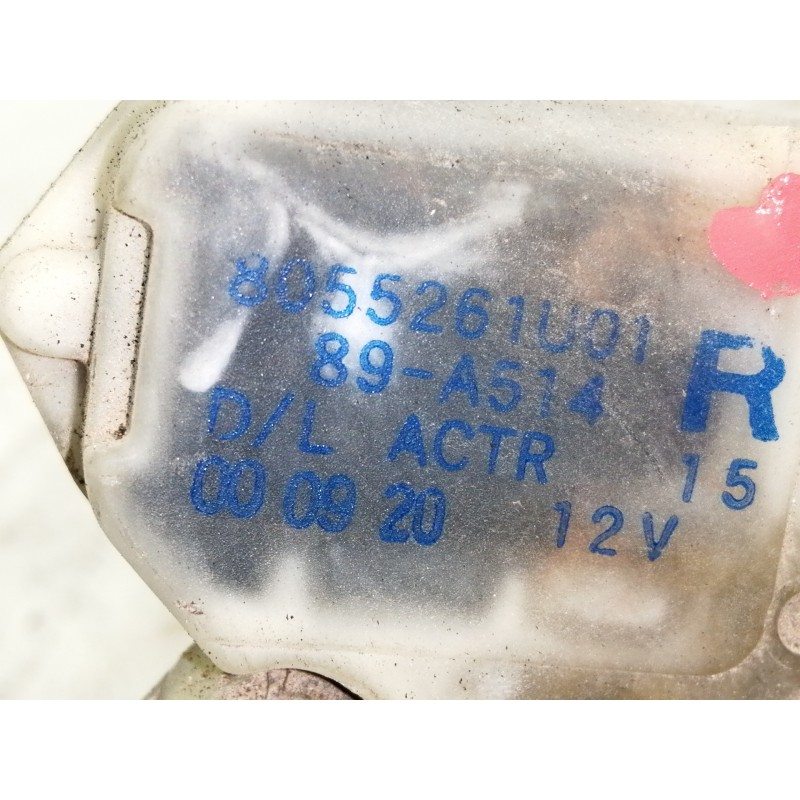 8055261U01
89-A514 R
D/L ACTR 15
00 09 20 12V